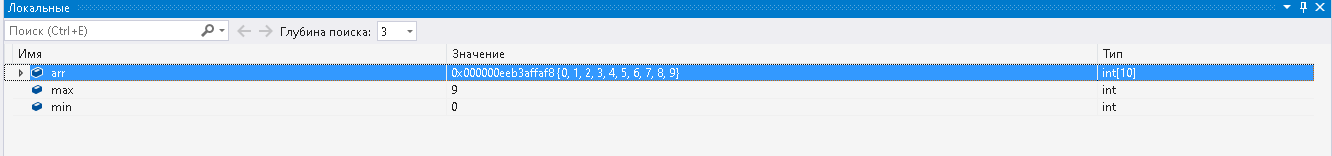 Локальные
Поиск (Ctrl+E) Глубина поиска: 3
Имя Значение Тип
arr 0x000000eeb3affaf8 {0, 1, 2, 3, 4, 5, 6, 7, 8, 9} int[10]
max 9 int
min 0 int